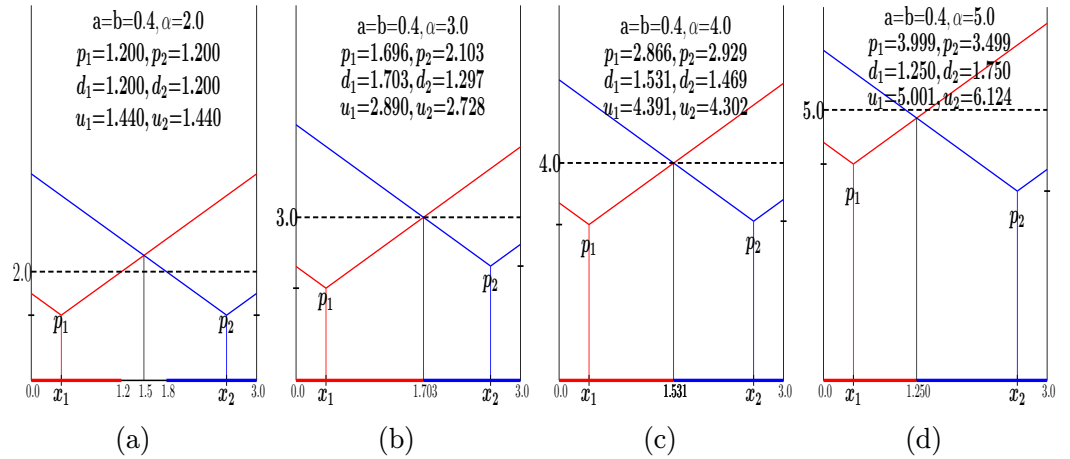 a=b=0.4, α=2.0
p₁=1.200, p₂=1.200
d₁=1.200, d₂=1.200
u₁=1.440, u₂=1.440
2.0
p₁
p₂
0.0 x₁ 1.2 1.5 1.8 x₂ 3.0
(a)
a=b=0.4, α=3.0
p₁=1.696, p₂=2.103
d₁=1.703, d₂=1.297
u₁=2.890, u₂=2.728
3.0
p₁
p₂
0.0 x₁ 1.703 x₂ 3.0
(b)
a=b=0.4, α=4.0
p₁=2.866, p₂=2.929
d₁=1.531, d₂=1.469
u₁=4.391, u₂=4.302
4.0
p₁
p₂
0.0 x₁ 1.531 x₂ 3.0
(c)
a=b=0.4, α=5.0
p₁=3.999, p₂=3.499
d₁=1.250, d₂=1.750
u₁=5.001, u₂=6.124
5.0
p₁
p₂
0.0 x₁ 1.250 x₂ 3.0
(d)